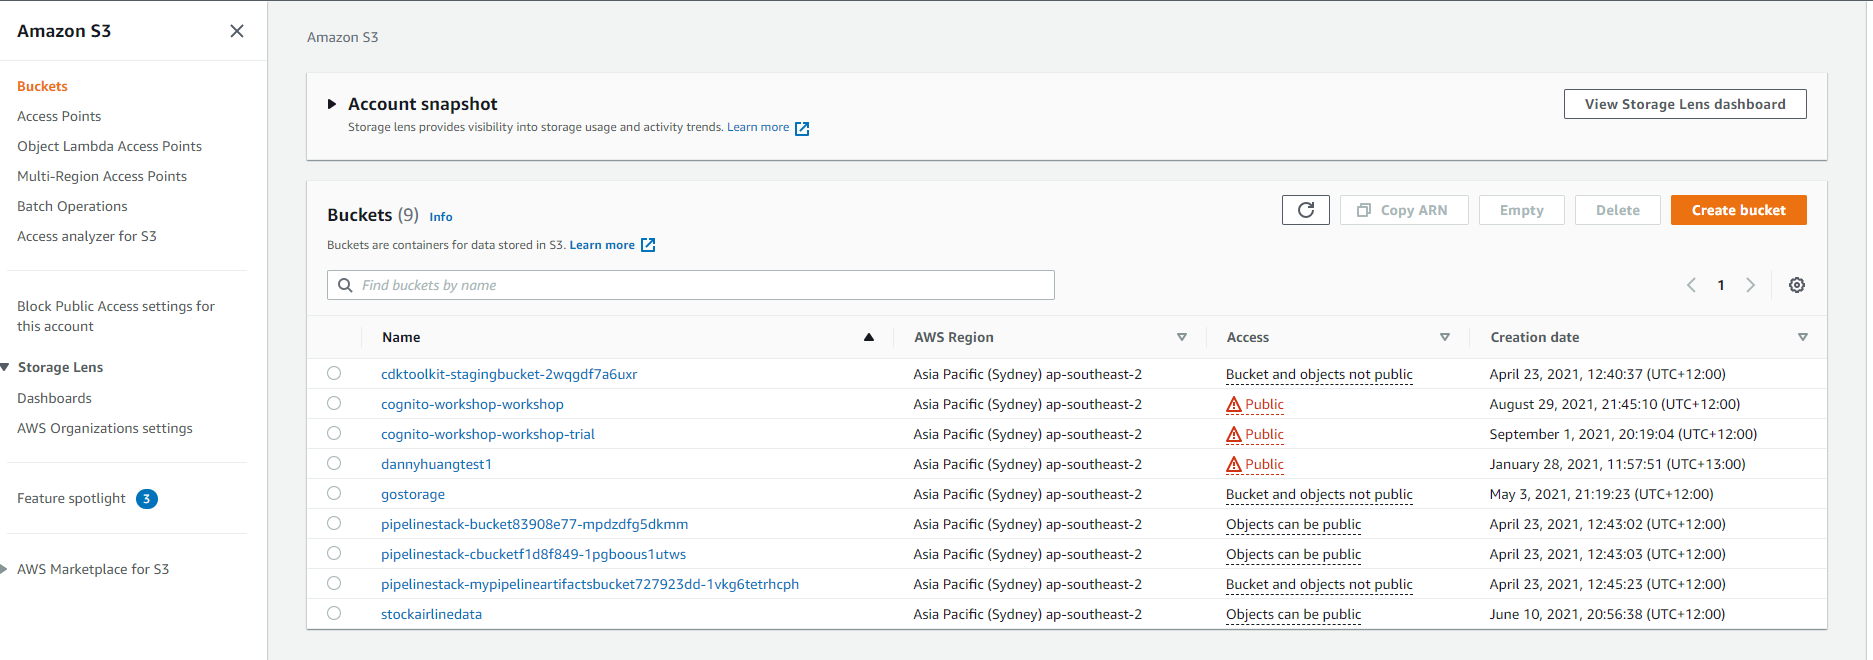 Amazon S3
Buckets
Access Points
Object Lambda Access Points
Multi-Region Access Points
Batch Operations
Access analyzer for S3
Block Public Access settings for
this account
Storage Lens
Dashboards
AWS Organizations settings
Feature spotlight 3
AWS Marketplace for S3
Amazon S3
Account snapshot
View Storage Lens dashboard
Storage lens provides visibility into storage usage and activity trends. Learn more
Buckets (9) Info
Copy ARN Empty Delete Create bucket
Buckets are containers for data stored in S3. Learn more
Find buckets by name
1
Name AWS Region Access Creation date
cdktoolkit-stagingbucket-2wqgdf7a6uxr Asia Pacific (Sydney) ap-southeast-2 Bucket and objects not public April 23, 2021, 12:40:37 (UTC+12:00)
cognito-workshop-workshop Asia Pacific (Sydney) ap-southeast-2 Public August 29, 2021, 21:45:10 (UTC+12:00)
cognito-workshop-workshop-trial Asia Pacific (Sydney) ap-southeast-2 Public September 1, 2021, 20:19:04 (UTC+12:00)
dannyhuangtest1 Asia Pacific (Sydney) ap-southeast-2 Public January 28, 2021, 11:57:51 (UTC+13:00)
gostorage Asia Pacific (Sydney) ap-southeast-2 Bucket and objects not public May 3, 2021, 21:19:23 (UTC+12:00)
pipelinestack-bucket83908e77-mpdzdfg5dkmm Asia Pacific (Sydney) ap-southeast-2 Objects can be public April 23, 2021, 12:43:02 (UTC+12:00)
pipelinestack-cbucketf1d8f849-1pgboous1utws Asia Pacific (Sydney) ap-southeast-2 Objects can be public April 23, 2021, 12:43:03 (UTC+12:00)
pipelinestack-mypipelineartifactsbucket727923dd-1vkg6tetrhcph Asia Pacific (Sydney) ap-southeast-2 Bucket and objects not public April 23, 2021, 12:45:23 (UTC+12:00)
stockairlinedata Asia Pacific (Sydney) ap-southeast-2 Objects can be public June 10, 2021, 20:56:38 (UTC+12:00)